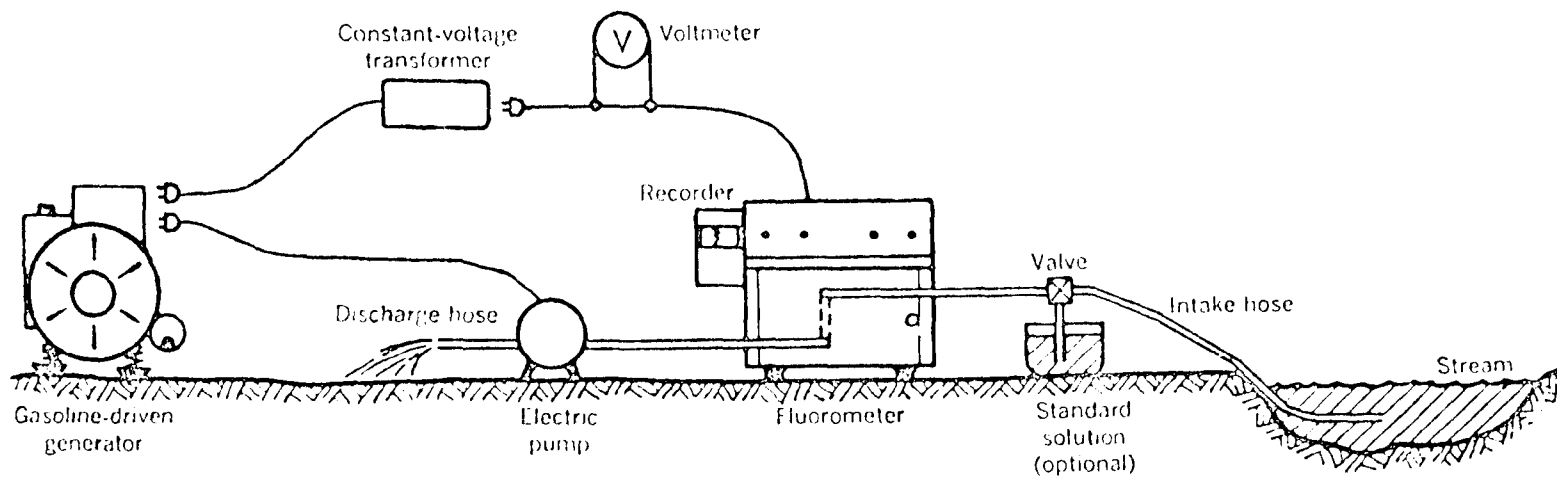 Constant-voltage
transformer
V
Voltmeter
Recorder
Valve
Discharge hose
Intake hose
Stream
Gasoline-driven
generator
Electric
pump
Fluorometer
Standard
solution
(optional)